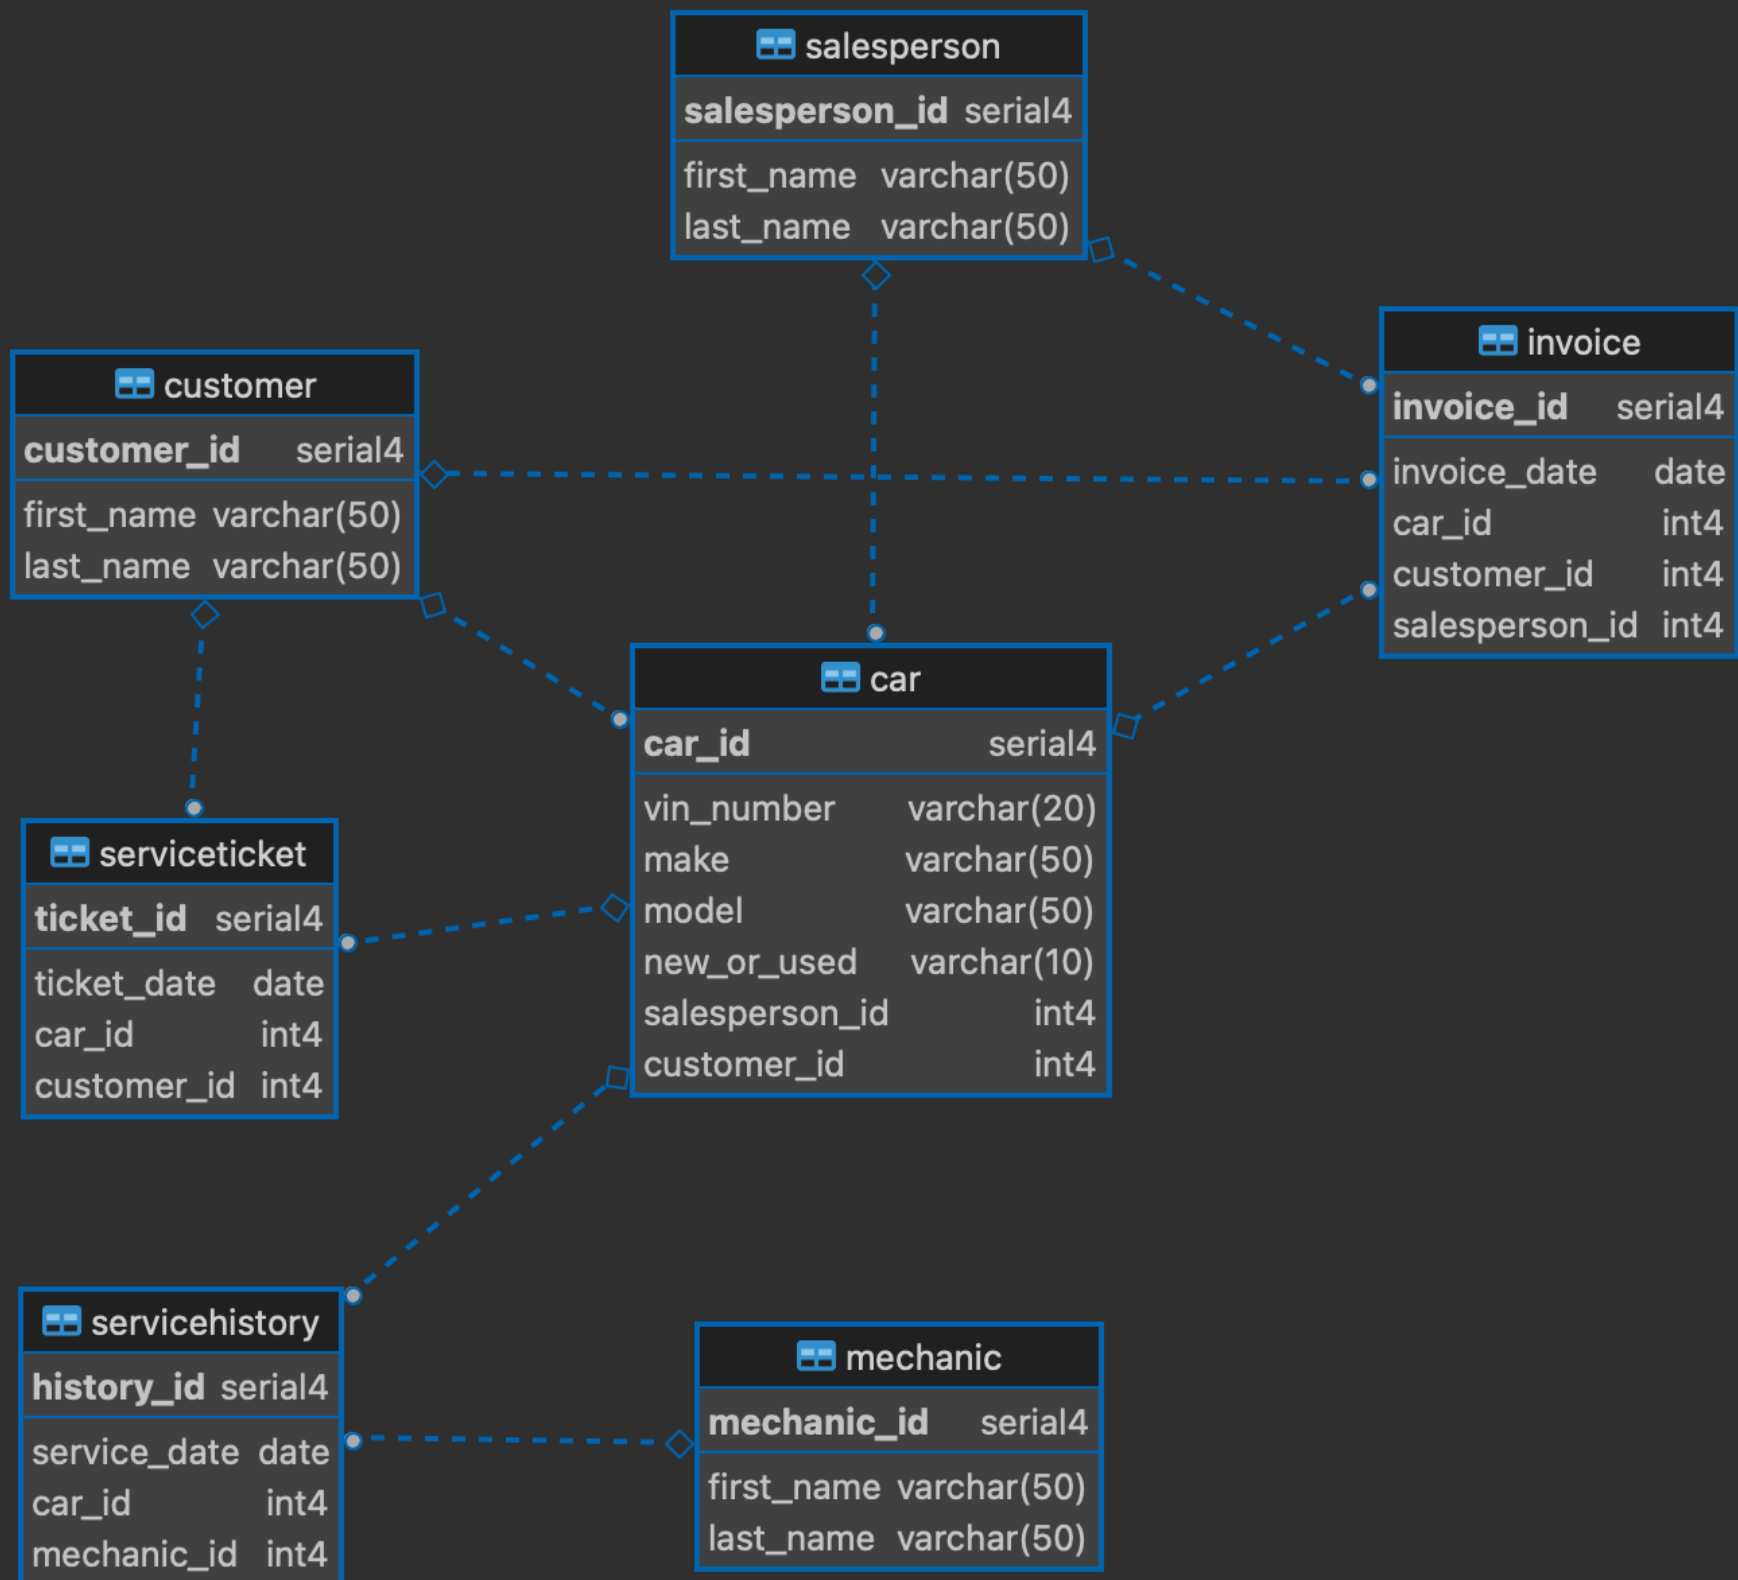 salesperson
salesperson_id serial4
first_name varchar(50)
last_name varchar(50)
invoice
invoice_id serial4
invoice_date date
car_id int4
customer_id int4
salesperson_id int4
customer
customer_id serial4
first_name varchar(50)
last_name varchar(50)
car
car_id serial4
vin_number varchar(20)
make varchar(50)
model varchar(50)
new_or_used varchar(10)
salesperson_id int4
customer_id int4
serviceticket
ticket_id serial4
ticket_date date
car_id int4
customer_id int4
servicehistory
history_id serial4
service_date date
car_id int4
mechanic_id int4
mechanic
mechanic_id serial4
first_name varchar(50)
last_name varchar(50)